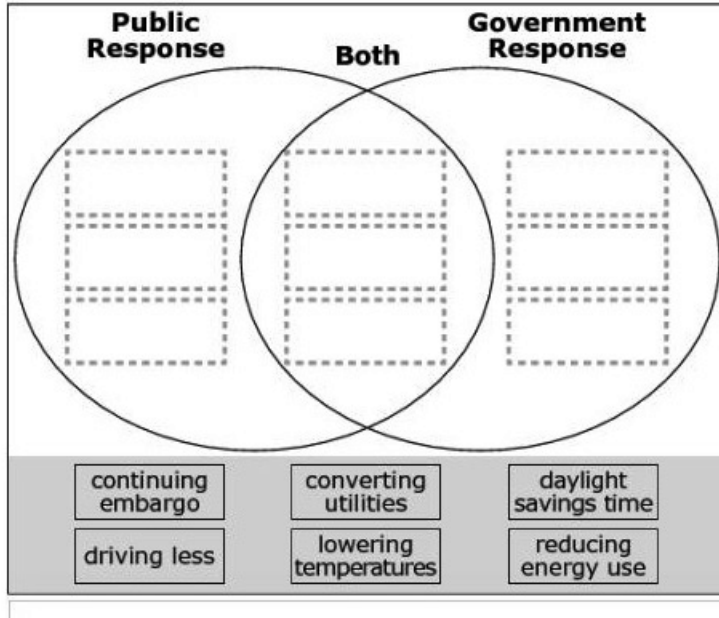 Public
Response
Both
Government
Response
continuing
embargo
converting
utilities
daylight
savings time
driving less
lowering
temperatures
reducing
energy use